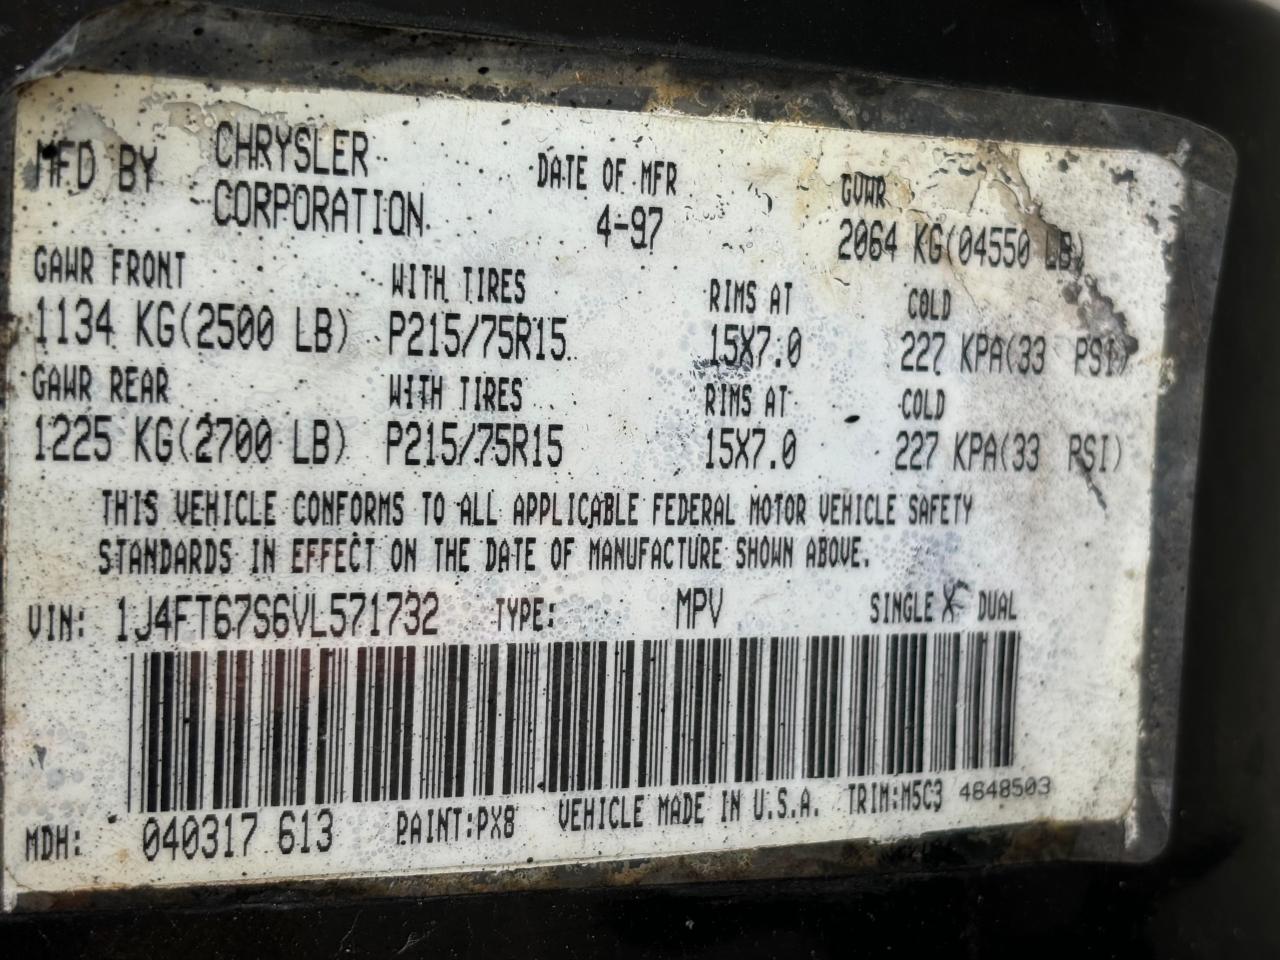 MFD BY CHRYSLER CORPORATION DATE OF MFR 4-97 GVWR 2064 KG(04550 LB)
GAWR FRONT WITH TIRES RIMS AT COLD
1134 KG(2500 LB) P215/75R15 15X7.0 227 KPA(33 PSI)
GAWR REAR WITH TIRES RIMS AT COLD
1225 KG(2700 LB) P215/75R15 15X7.0 227 KPA(33 PSI)
THIS VEHICLE CONFORMS TO ALL APPLICABLE FEDERAL MOTOR VEHICLE SAFETY
STANDARDS IN EFFECT ON THE DATE OF MANUFACTURE SHOWN ABOVE.
VIN: 1J4FT67S6VL571732 TYPE: MPV SINGLE X DUAL
MDH: 040317 613 PAINT:PX8 VEHICLE MADE IN U.S.A. TRIM:M5C3 4648503